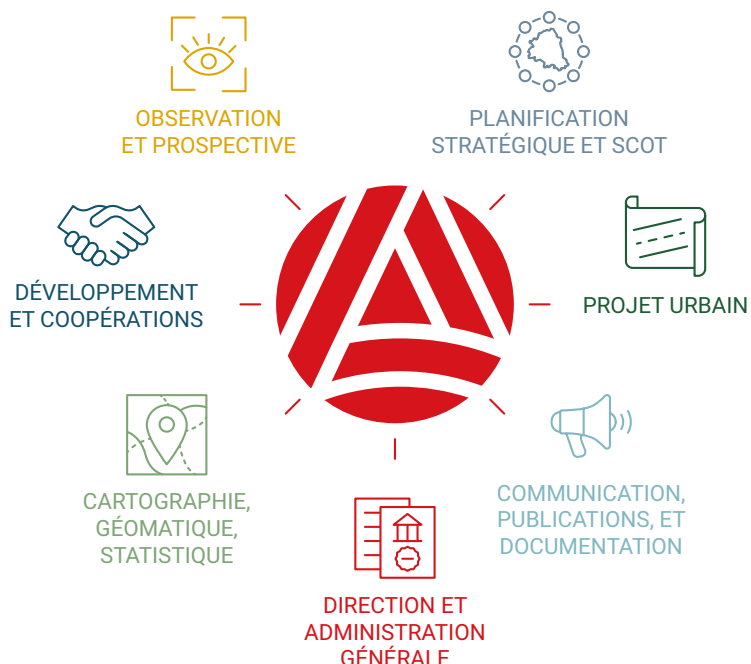 OBSERVATION
ET PROSPECTIVE
PLANIFICATION
STRATÉGIQUE ET SCOT
DÉVELOPPEMENT
ET COOPÉRATIONS
PROJET URBAIN
CARTOGRAPHIE,
GÉOMATIQUE,
STATISTIQUE
COMMUNICATION,
PUBLICATIONS, ET
DOCUMENTATION
DIRECTION ET
ADMINISTRATION
GÉNÉRALE